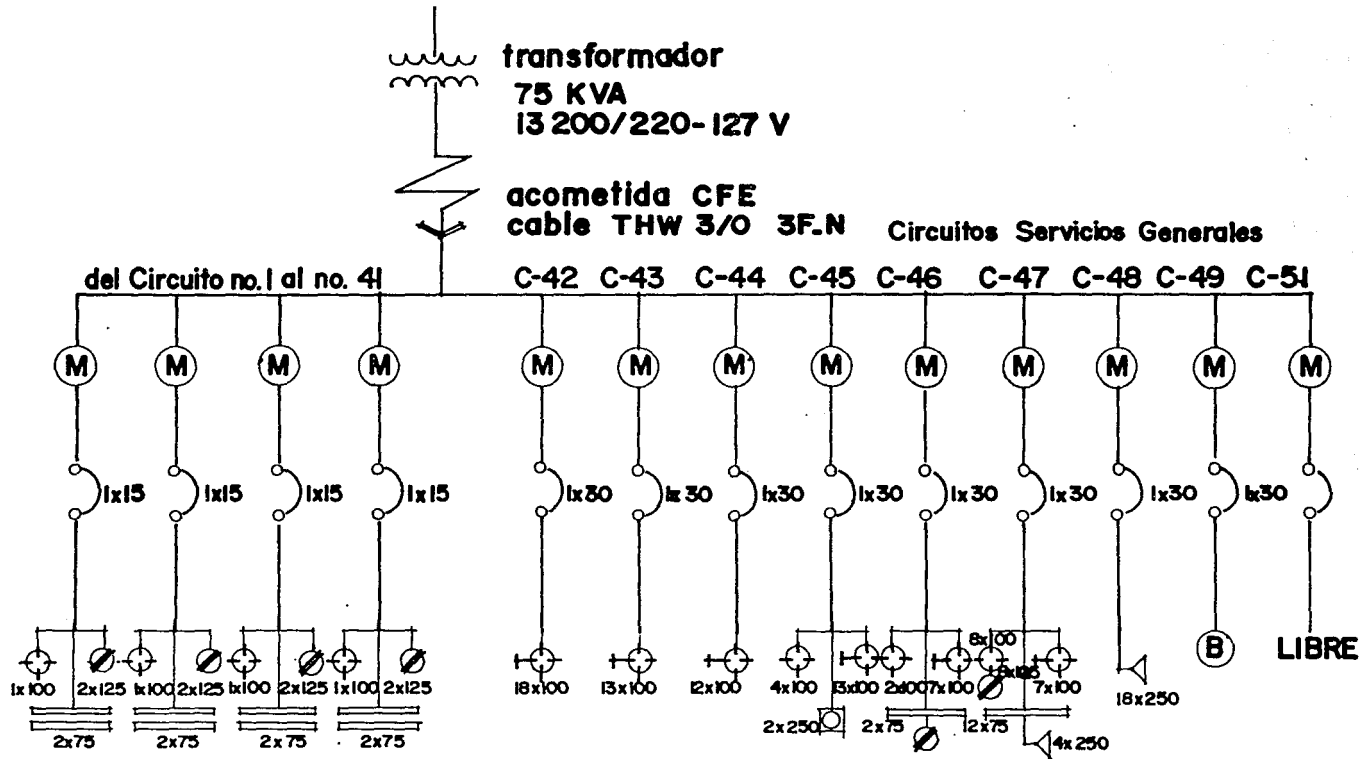 transformador
75 KVA
13 200/220-127 V
acometida CFE
cable THW 3/0 3F.N
Circuitos Servicios Generales
del Circuito no. 1 al no. 41
C-42 C-43 C-44 C-45 C-46 C-47 C-48 C-49 C-51
M M M M M M M M M M M M M
1x15 1x15 1x15 1x15 1x30 1x30 1x30 1x30 1x30 1x30 1x30 1x30
8x100
B LIBRE
1x100 2x125 1x100 2x125 1x100 2x125 1x100 2x125 18x100 13x100 12x100 4x100 13x100 2x100 7x100 7x100
18x250
2x250 2x75 12x75
2x75 2x75 2x75 2x75 4x250